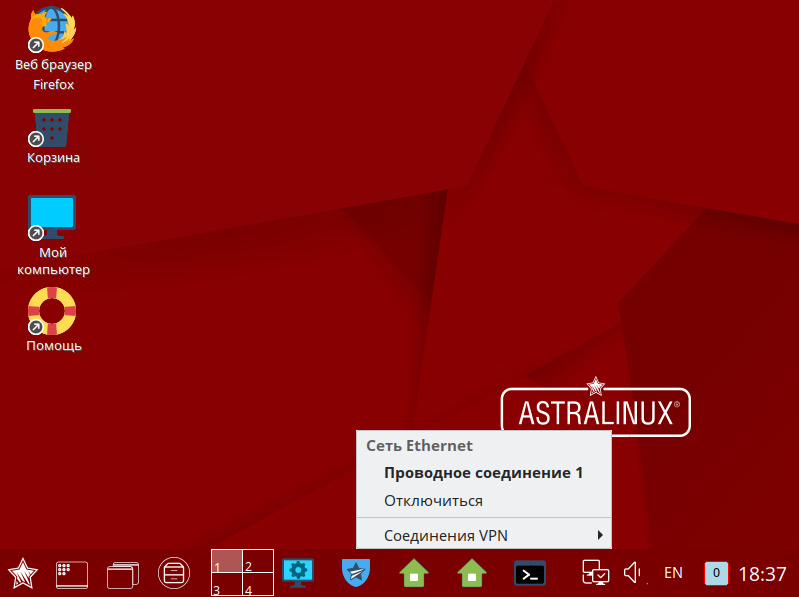 Веб браузер
Firefox
Корзина
Мой
компьютер
Помощь
ASTRALINUX®
Сеть Ethernet
Проводное соединение 1
Отключиться
Соединения VPN
1 2
3 4
EN
0
18:37